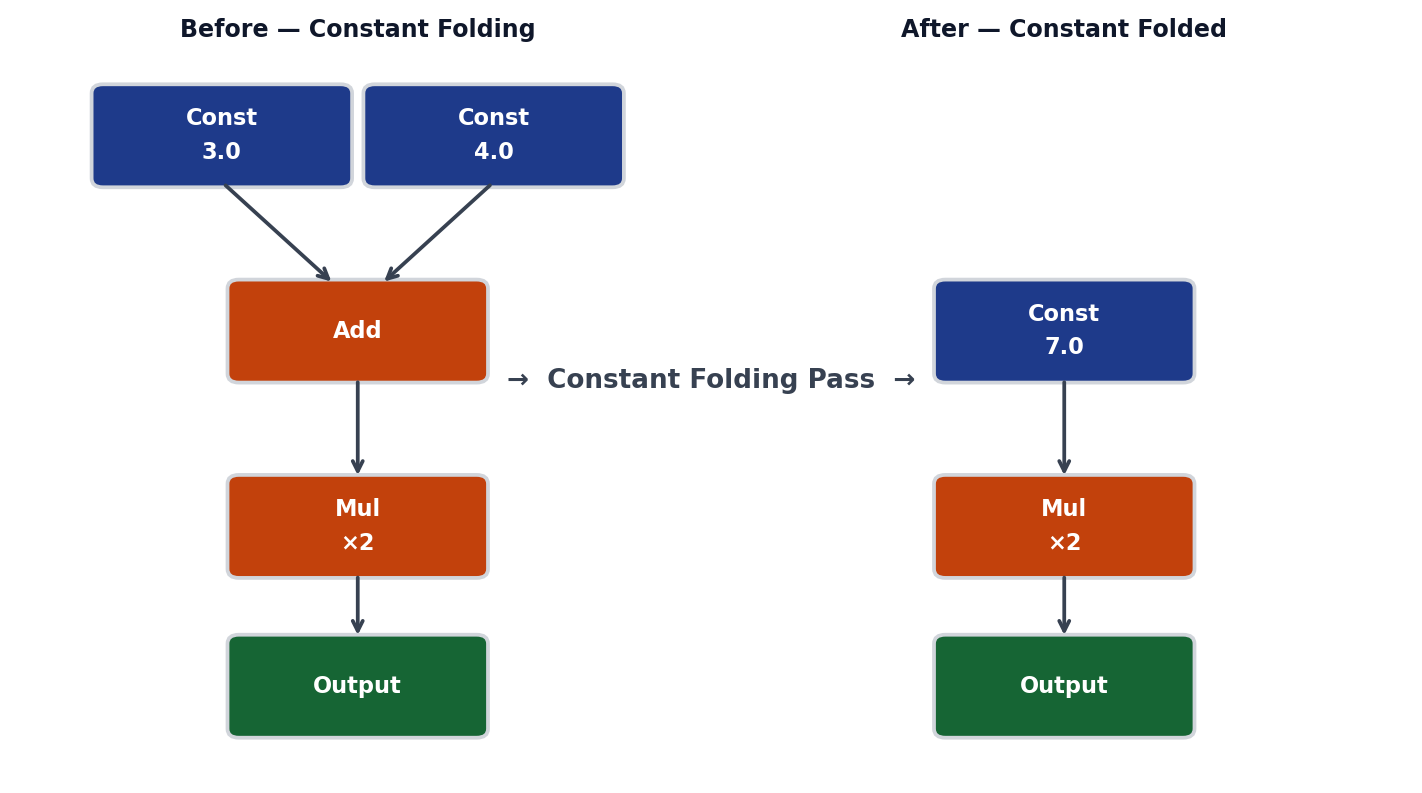 Before — Constant Folding
Const
3.0
Const
4.0
Add
Mul
×2
Output
→ Constant Folding Pass →
After — Constant Folded
Const
7.0
Mul
×2
Output